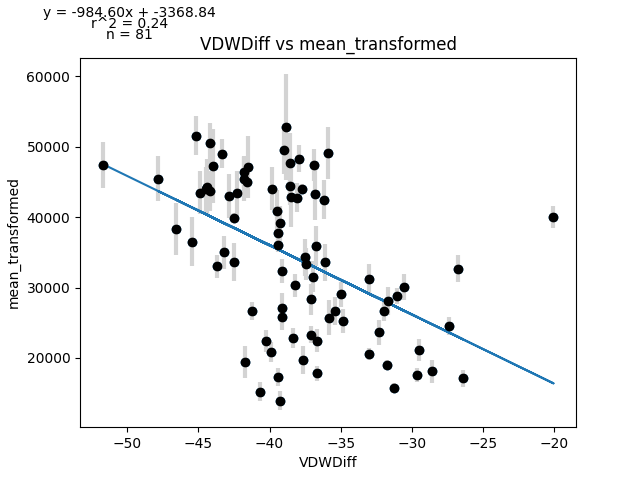 y = -984.60x + -3368.84
r^2 = 0.24
n = 81
VDWDiff vs mean_transformed
60000
50000
40000
30000
20000
mean_transformed
−50
−45
−40
−35
−30
−25
−20
VDWDiff